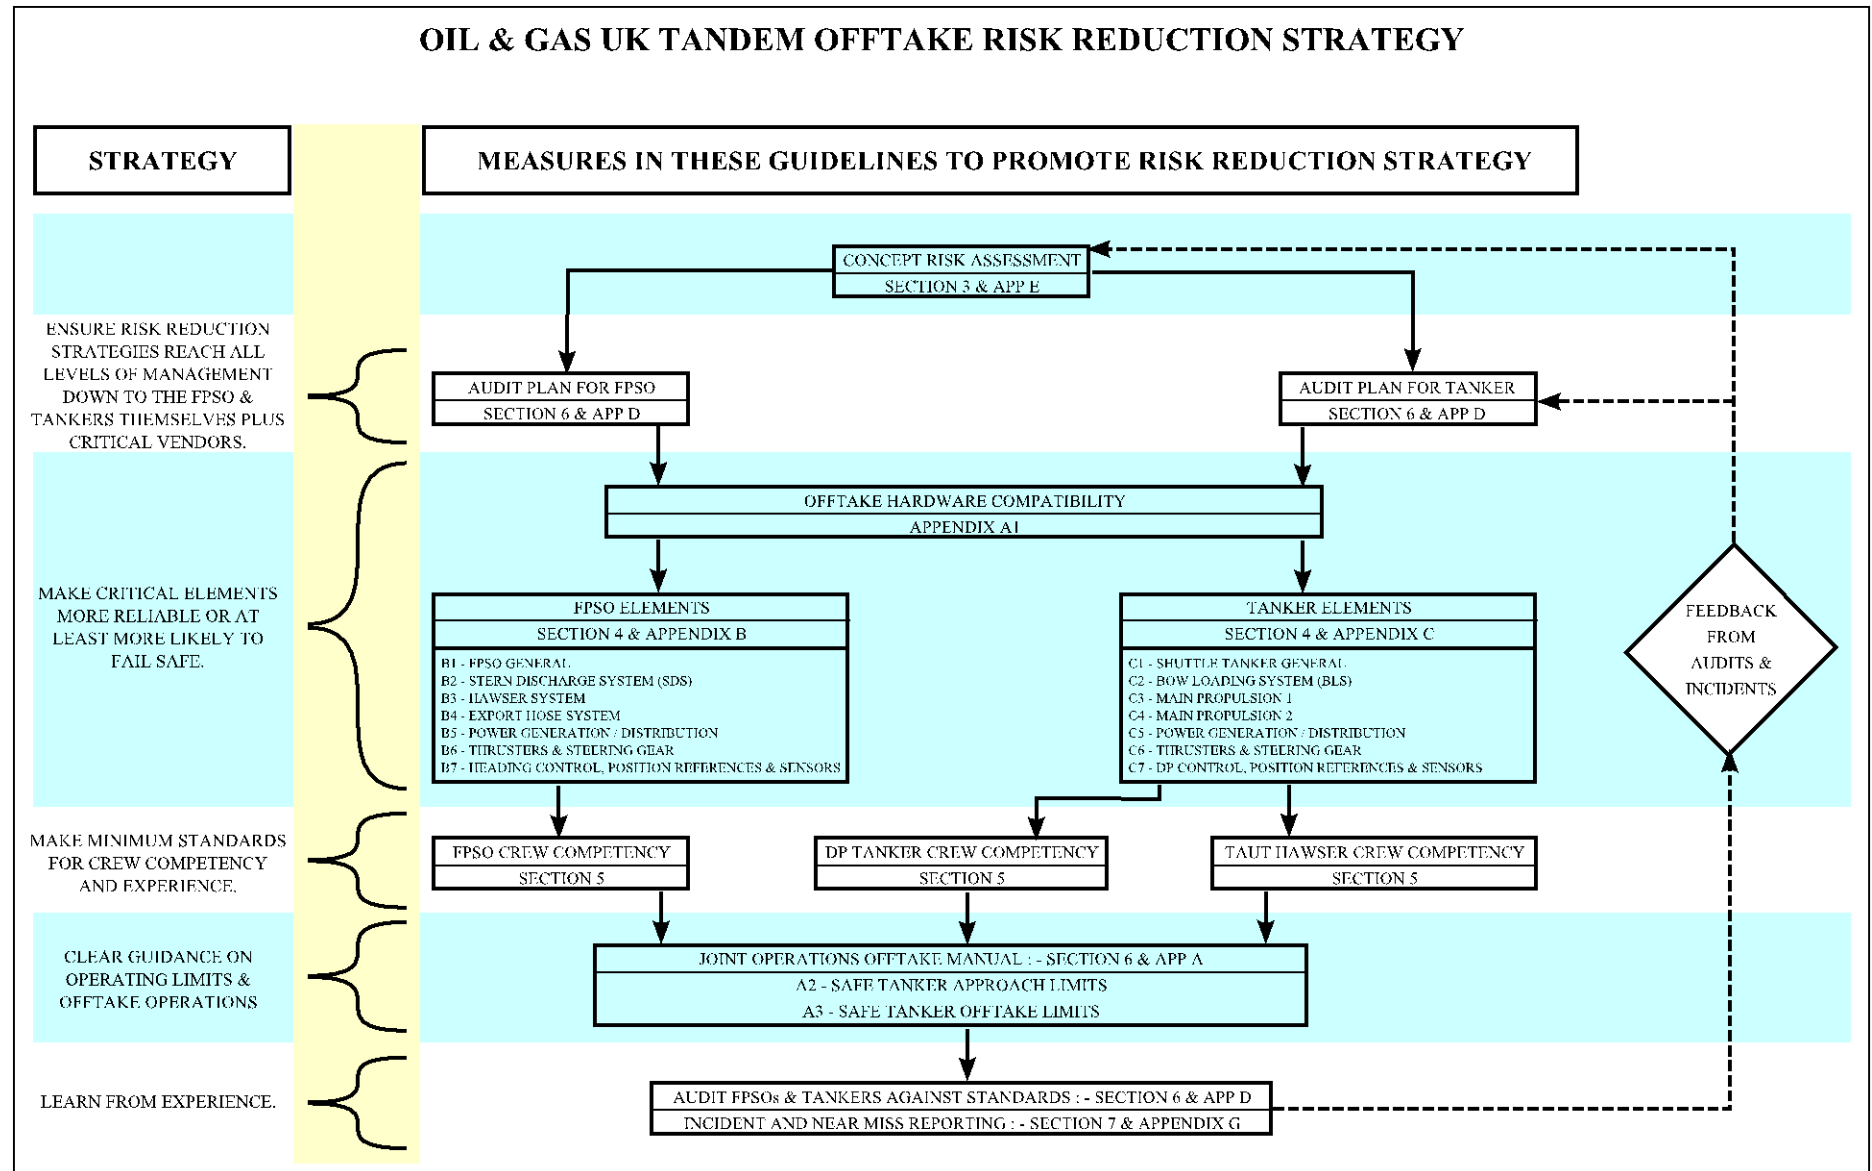 OIL & GAS UK TANDEM OFFTAKE RISK REDUCTION STRATEGY
STRATEGY
MEASURES IN THESE GUIDELINES TO PROMOTE RISK REDUCTION STRATEGY
CONCEPT RISK ASSESSMENT
SECTION 3 & APP E
ENSURE RISK REDUCTION
STRATEGIES REACH ALL
LEVELS OF MANAGEMENT
DOWN TO THE FPSO &
TANKERS THEMSELVES PLUS
CRITICAL VENDORS.
AUDIT PLAN FOR FPSO
SECTION 6 & APP D
AUDIT PLAN FOR TANKER
SECTION 6 & APP D
OFFTAKE HARDWARE COMPATIBILITY
APPENDIX A1
MAKE CRITICAL ELEMENTS
MORE RELIABLE OR AT
LEAST MORE LIKELY TO
FAIL SAFE.
FPSO ELEMENTS
SECTION 4 & APPENDIX B
B1 - FPSO GENERAL
B2 - STERN DISCHARGE SYSTEM (SDS)
B3 - HAWSER SYSTEM
B4 - EXPORT HOSE SYSTEM
B5 - POWER GENERATION / DISTRIBUTION
B6 - THRUSTERS & STEERING GEAR
B7 - HEADING CONTROL, POSITION REFERENCES & SENSORS
TANKER ELEMENTS
SECTION 4 & APPENDIX C
C1 - SHUTTLE TANKER GENERAL
C2 - BOW LOADING SYSTEM (BLS)
C3 - MAIN PROPULSION 1
C4 - MAIN PROPULSION 2
C5 - POWER GENERATION / DISTRIBUTION
C6 - THRUSTERS & STEERING GEAR
C7 - DP CONTROL, POSITION REFERENCES & SENSORS
FEEDBACK
FROM
AUDITS &
INCIDENTS
MAKE MINIMUM STANDARDS
FOR CREW COMPETENCY
AND EXPERIENCE.
FPSO CREW COMPETENCY
SECTION 5
DP TANKER CREW COMPETENCY
SECTION 5
TAUT HAWSER CREW COMPETENCY
SECTION 5
CLEAR GUIDANCE ON
OPERATING LIMITS &
OFFTAKE OPERATIONS
JOINT OPERATIONS OFFTAKE MANUAL : - SECTION 6 & APP A
A2 - SAFE TANKER APPROACH LIMITS
A3 - SAFE TANKER OFFTAKE LIMITS
LEARN FROM EXPERIENCE.
AUDIT FPSOs & TANKERS AGAINST STANDARDS : - SECTION 6 & APP D
INCIDENT AND NEAR MISS REPORTING : - SECTION 7 & APPENDIX G